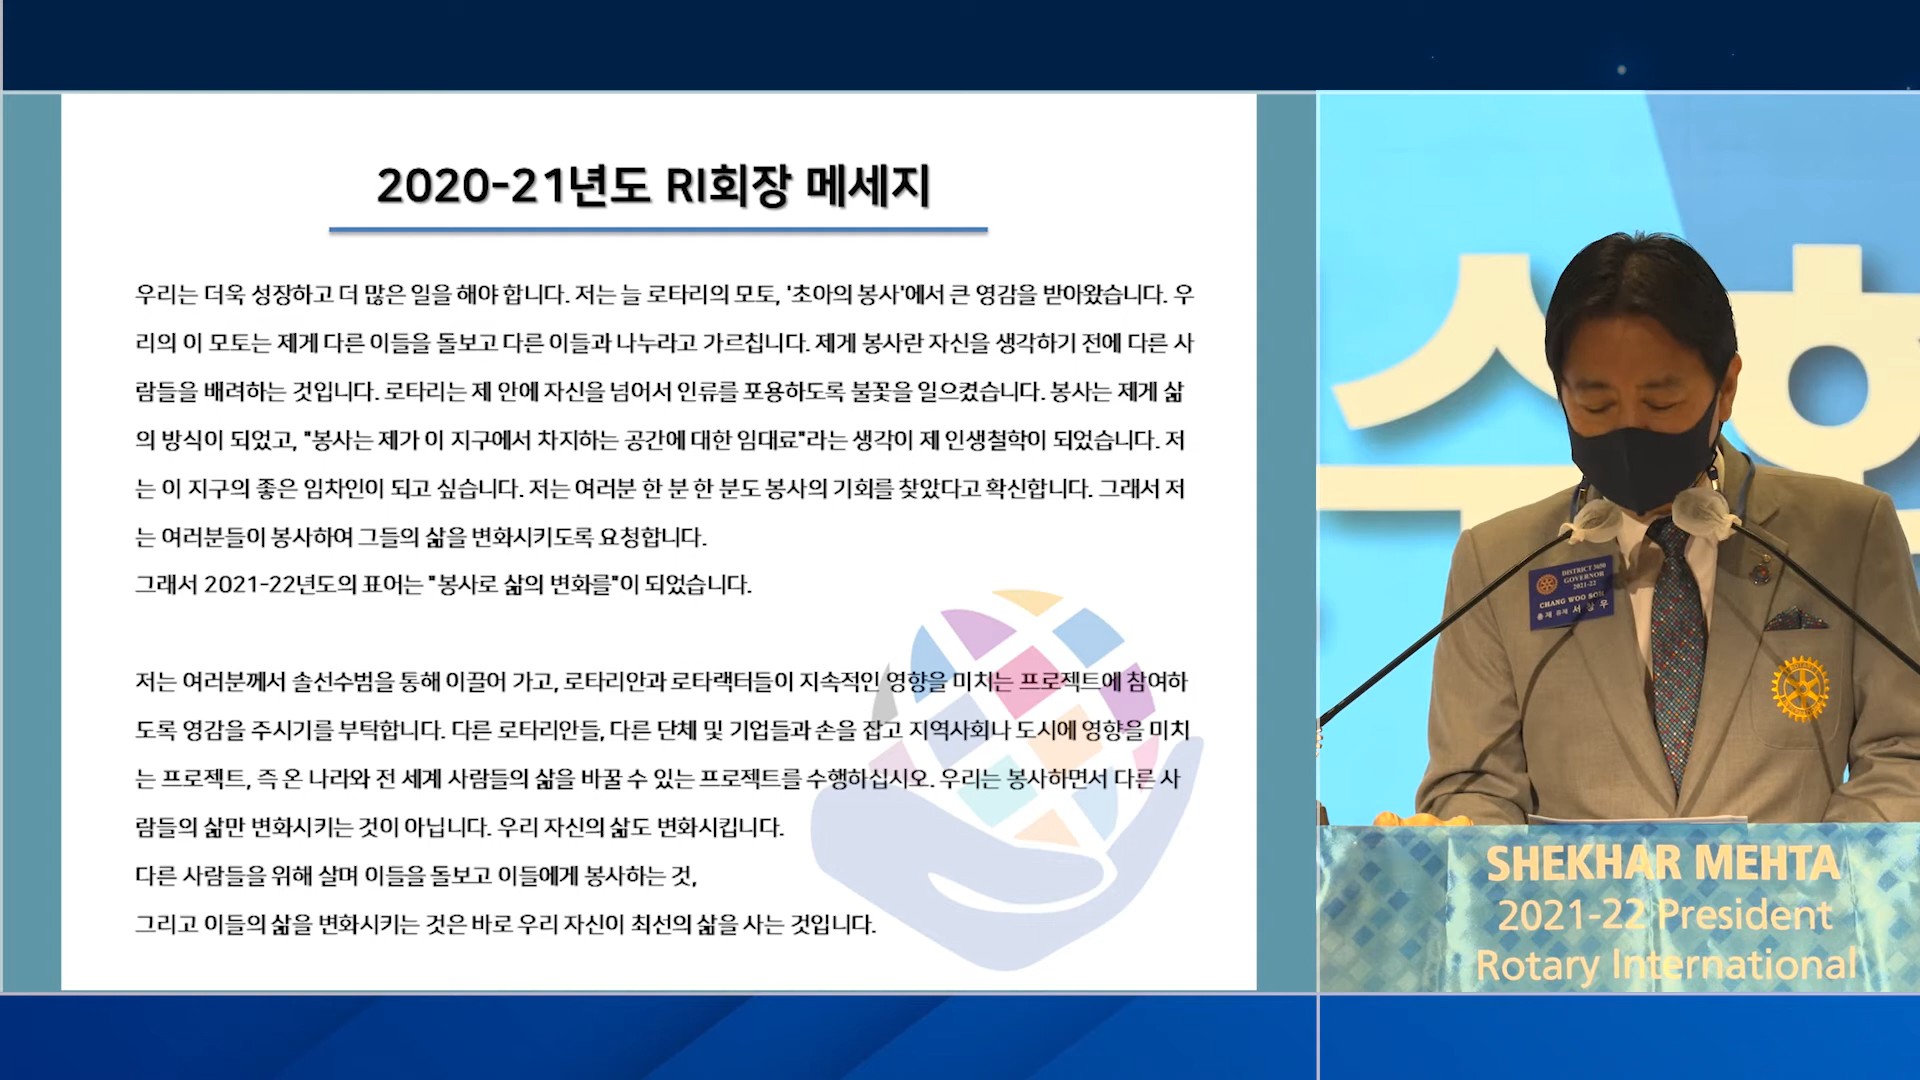 2020-21년도 RI회장 메세지
우리는 더욱 성장하고 더 많은 일을 해야 합니다. 저는 늘 로타리의 모토, '초아의 봉사'에서 큰 영감을 받아왔습니다. 우
리의 이 모토는 제게 다른 이들을 돌보고 다른 이들과 나누라고 가르칩니다. 제게 봉사란 자신을 생각하기 전에 다른 사
람들을 배려하는 것입니다. 로타리는 제 안에 자신을 넘어서 인류를 포용하도록 불꽃을 일으켰습니다. 봉사는 제게 삶
의 방식이 되었고, "봉사는 제가 이 지구에서 차지하는 공간에 대한 임대료"라는 생각이 제 인생철학이 되었습니다. 저
는 이 지구의 좋은 임차인이 되고 싶습니다. 저는 여러분 한 분 한 분도 봉사의 기회를 찾았다고 확신합니다. 그래서 저
는 여러분들이 봉사하여 그들의 삶을 변화시키도록 요청합니다.
그래서 2021-22년도의 표어는 "봉사로 삶의 변화를"이 되었습니다.
저는 여러분께서 솔선수범을 통해 이끌어 가고, 로타리안과 로타랙터들이 지속적인 영향을 미치는 프로젝트에 참여하
도록 영감을 주시기를 부탁합니다. 다른 로타리안들, 다른 단체 및 기업들과 손을 잡고 지역사회나 도시에 영향을 미치
는 프로젝트, 즉 온 나라와 전 세계 사람들의 삶을 바꿀 수 있는 프로젝트를 수행하십시오. 우리는 봉사하면서 다른 사
람들의 삶만 변화시키는 것이 아닙니다. 우리 자신의 삶도 변화시킵니다.
다른 사람들을 위해 살며 이들을 돌보고 이들에게 봉사하는 것,
그리고 이들의 삶을 변화시키는 것은 바로 우리 자신이 최선의 삶을 사는 것입니다.
DISTRICT 3650
GOVERNOR
2021-22
CHANG WOO SOH
총재 서창우
SHEKHAR MEHTA
2021-22 President
Rotary International